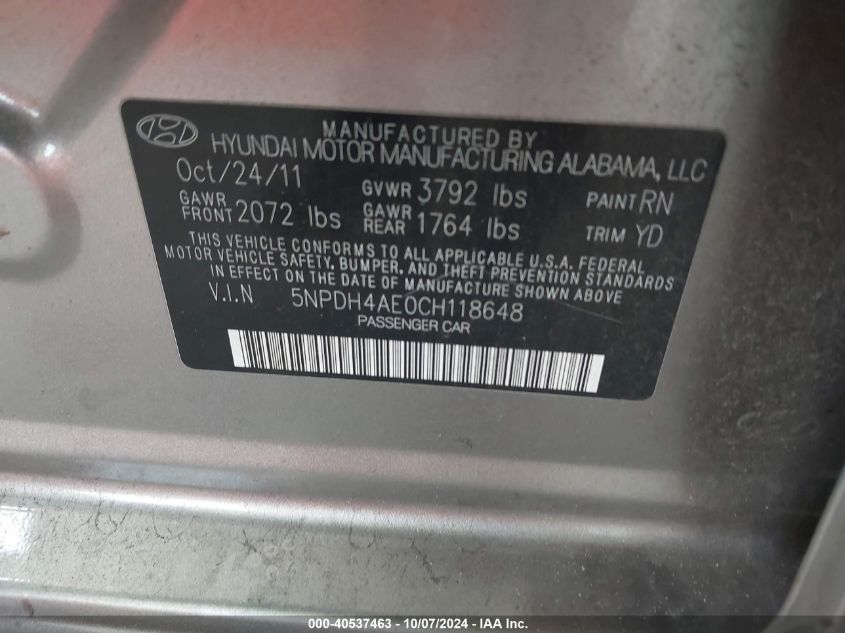 MANUFACTURED BY
HYUNDAI MOTOR MANUFACTURING ALABAMA, LLC
Oct/24/11
GVWR 3792 lbs
PAINT RN
GAWR FRONT 2072 lbs
GAWR REAR 1764 lbs
TRIM YD
THIS VEHICLE CONFORMS TO ALL APPLICABLE U.S.A. FEDERAL
MOTOR VEHICLE SAFETY, BUMPER, AND THEFT PREVENTION STANDARDS
IN EFFECT ON THE DATE OF MANUFACTURE SHOWN ABOVE.
V.I.N 5NPDH4AE0CH118648
PASSENGER CAR
000-40537463 - 10/07/2024 - IAA Inc.